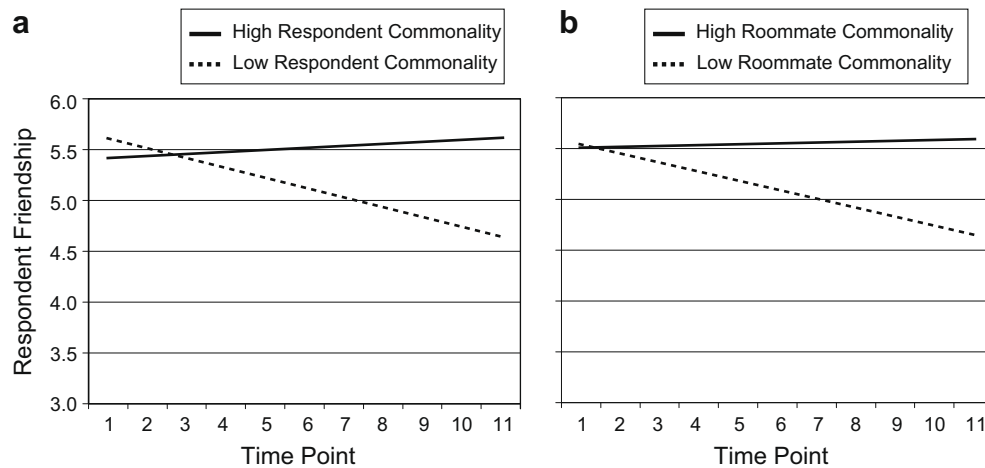 a
High Respondent Commonality
Low Respondent Commonality
Respondent Friendship
6.0
5.5
5.0
4.5
4.0
3.5
3.0
1 2 3 4 5 6 7 8 9 10 11
Time Point
b
High Roommate Commonality
Low Roommate Commonality
1 2 3 4 5 6 7 8 9 10 11
Time Point